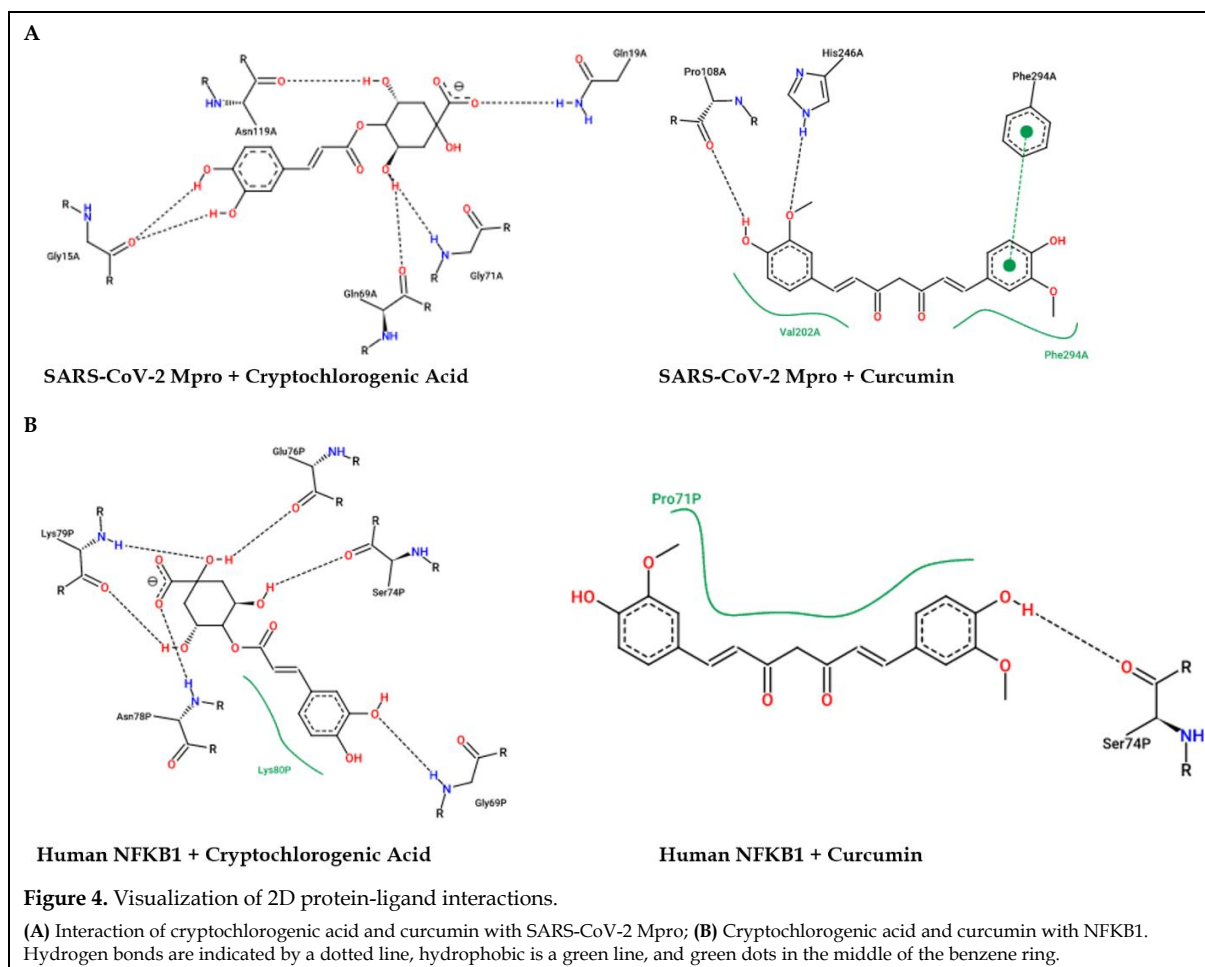 A
Gln19A
His246A
Pro108A
Phe294A
R
O
H
O
O
R
HN
Asn119A
O
O
⊖
H
N
H
OH
O
O
O
H
H
O
H
O
R
H
N
Gly15A
O
R
O
R
H
N
R
Gly71A
O
R
Gln69A
R
NH
N
N
H
R
N
R
O
H
O
O
OH
O
O
O
Val202A
Phe294A
SARS-CoV-2 Mpro + Cryptochlorogenic Acid
SARS-CoV-2 Mpro + Curcumin
B
Glu76P
NH
R
O
R
Lys79P
R
N
H
O
R
O
⊖
O
O
H
H
O
O
R
NH
R
Ser74P
H
O
O
O
H
N
R
Asn78P
O
R
Lys80P
H
O
OH
O
R
H
N
R
Gly69P
Pro71P
O
HO
O
O
O
H
O
O
R
Ser74P
NH
R
Human NFKB1 + Cryptochlorogenic Acid
Human NFKB1 + Curcumin
Figure 4. Visualization of 2D protein-ligand interactions.
(A) Interaction of cryptochlorogenic acid and curcumin with SARS-CoV-2 Mpro; (B) Cryptochlorogenic acid and curcumin with NFKB1.
Hydrogen bonds are indicated by a dotted line, hydrophobic is a green line, and green dots in the middle of the benzene ring.